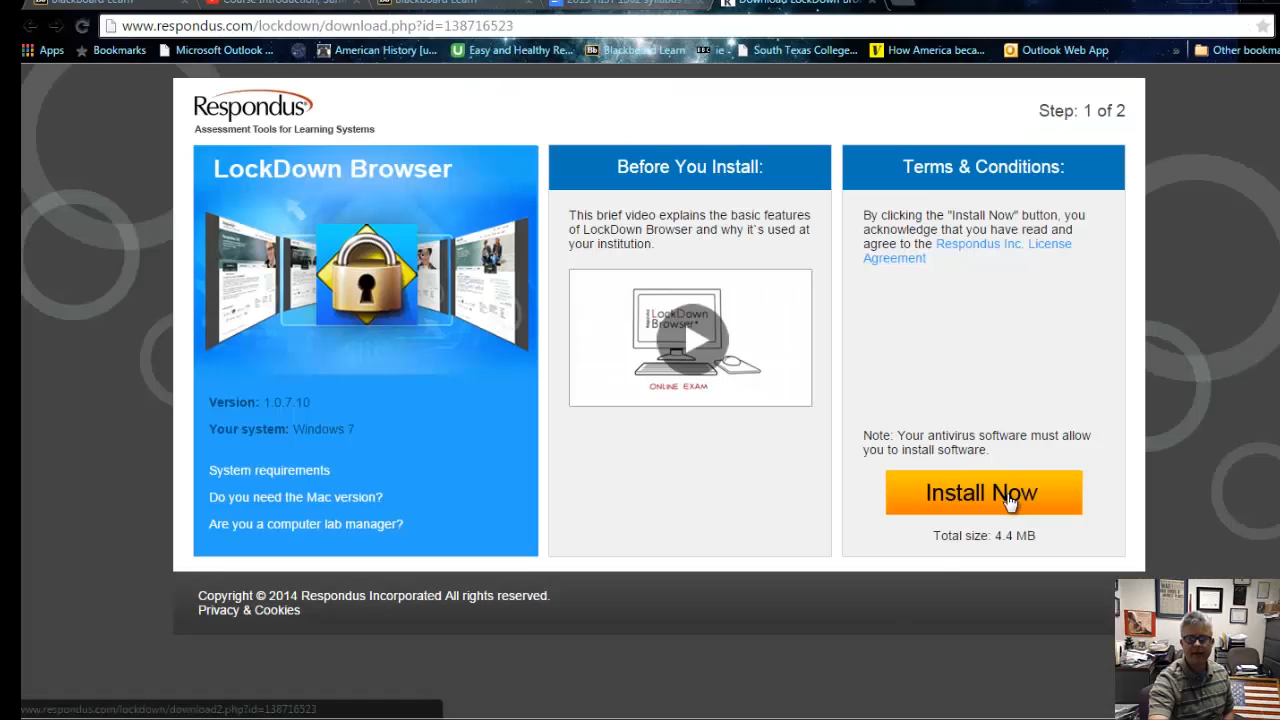 Blackboard Learn
www.respondus.com/lockdown/download.php?id=138716523
Apps
Bookmarks
Microsoft Outlook ...
American History [u...
Easy and Healthy Re...
Blackboard Learn
ie -
South Texas College...
How America beca...
Outlook Web App
»
Other bookma
Respondus
Assessment Tools for Learning Systems
Step: 1 of 2
LockDown Browser
Version: 1.0.7.10
Your system: Windows 7
System requirements
Do you need the Mac version?
Are you a computer lab manager?
Before You Install:
This brief video explains the basic features
of LockDown Browser and why it`s used at
your institution.
LockDown
Browser
ONLINE EXAM
Terms & Conditions:
By clicking the "Install Now" button, you
acknowledge that you have read and
agree to the Respondus Inc. License
Agreement
Note: Your antivirus software must allow
you to install software.
Install Now
Total size: 4.4 MB
Copyright © 2014 Respondus Incorporated All rights reserved.
Privacy & Cookies
www.respondus.com/lockdown/download2.php?id=138716523